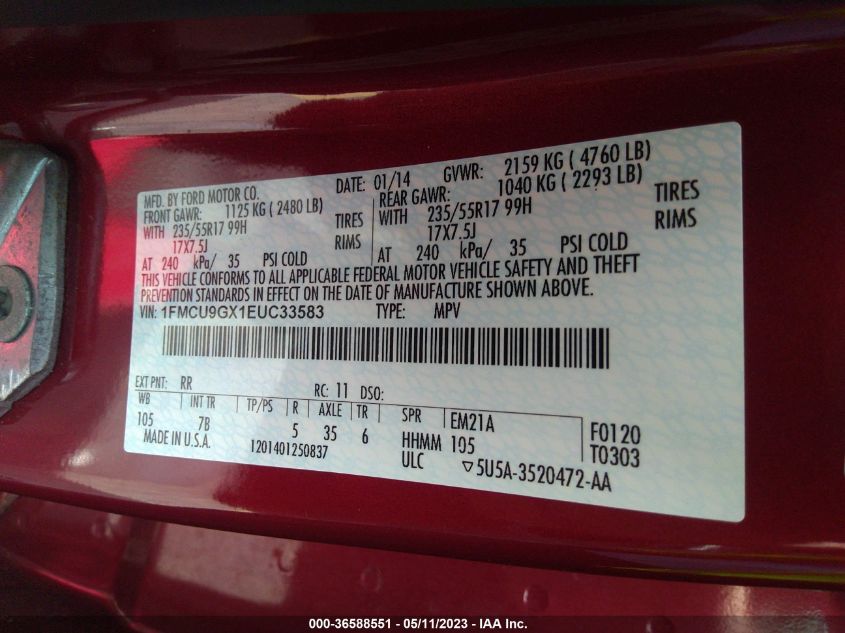 MFD. BY FORD MOTOR CO.
DATE: 01/14 GVWR: 2159 KG ( 4760 LB)
FRONT GAWR: 1125 KG ( 2480 LB) REAR GAWR: 1040 KG ( 2293 LB)
WITH 235/55R17 99H TIRES WITH 235/55R17 99H TIRES
17X7.5J RIMS 17X7.5J RIMS
AT 240 kPa/ 35 PSI COLD AT 240 kPa/ 35 PSI COLD
THIS VEHICLE CONFORMS TO ALL APPLICABLE FEDERAL MOTOR VEHICLE SAFETY AND THEFT
PREVENTION STANDARDS IN EFFECT ON THE DATE OF MANUFACTURE SHOWN ABOVE.
VIN: 1FMCU9GX1EUC33583 TYPE: MPV
EXT PNT: RR RC: 11 DSO:
WB INT TR TP/PS R AXLE TR SPR EM21A F0120
105 7B 5 35 6 HHMM 105 T0303
MADE IN U.S.A. 1201401250837 ULC ▽5U5A-3520472-AA
000-36588551 - 05/11/2023 - IAA Inc.